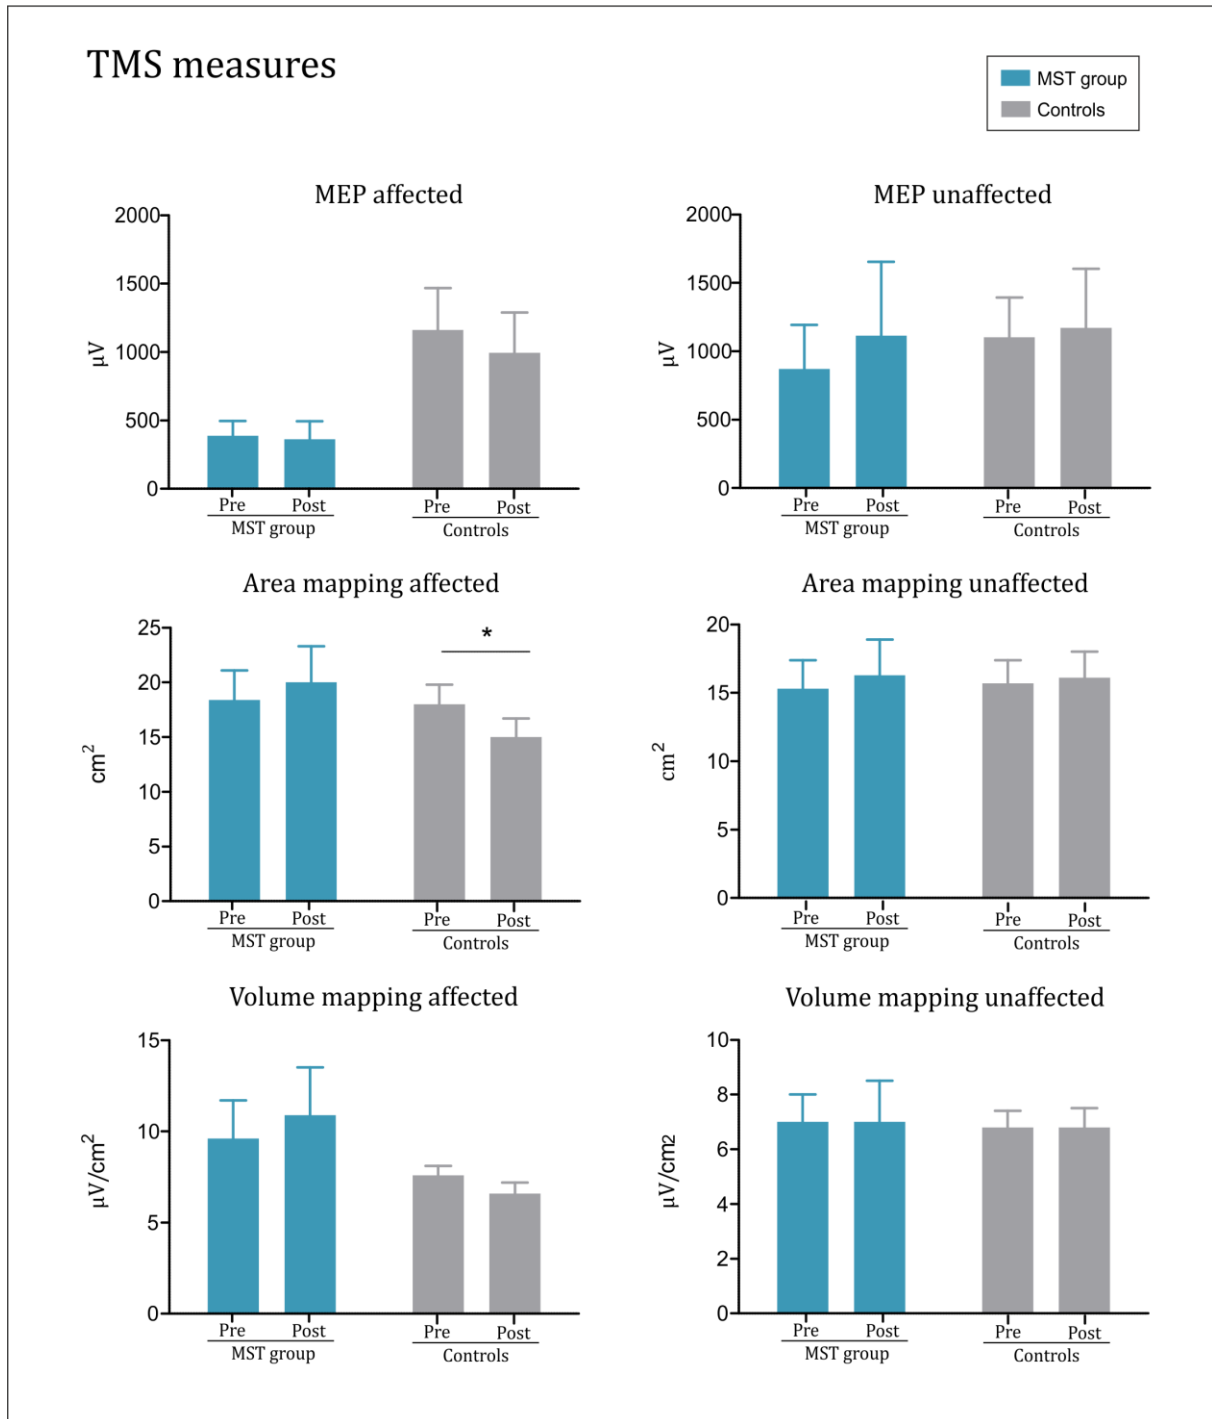 TMS measures
MST group
Controls
MEP affected
2000
1500
1000
500
0
μV
Pre Post Pre Post
MST group Controls
MEP unaffected
2000
1500
1000
500
0
μV
Pre Post Pre Post
MST group Controls
Area mapping affected
25
20
15
10
5
0
cm²
*
Pre Post Pre Post
MST group Controls
Area mapping unaffected
20
15
10
5
0
cm²
Pre Post Pre Post
MST group Controls
Volume mapping affected
15
10
5
0
μV/cm²
Pre Post Pre Post
MST group Controls
Volume mapping unaffected
10
8
6
4
2
0
μV/cm2
Pre Post Pre Post
MST group Controls